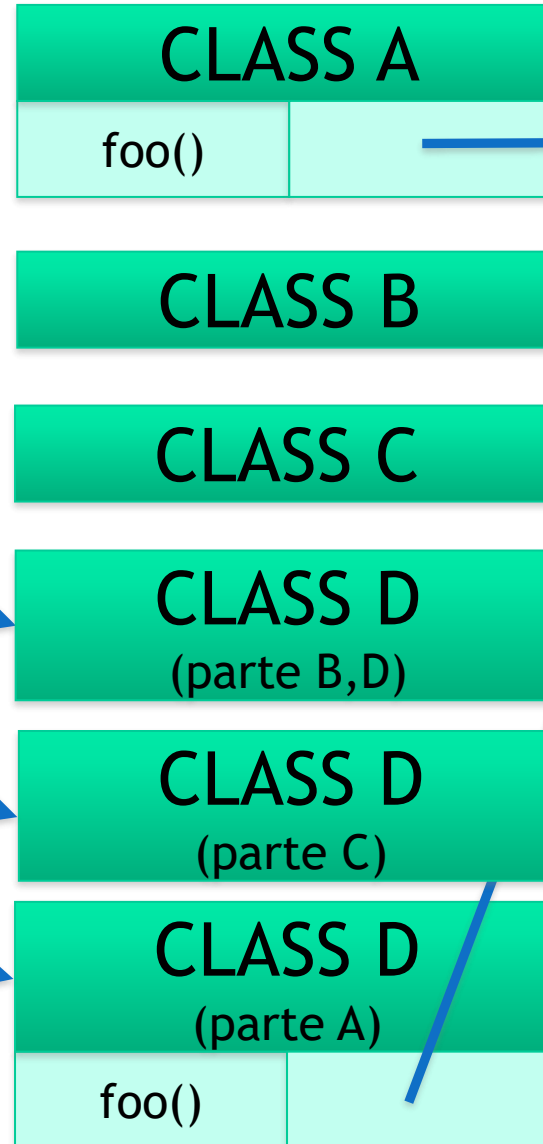 CLASS A
foo()
CLASS B
CLASS C
CLASS D
(parte B,D)
CLASS D
(parte C)
CLASS D
(parte A)
foo()